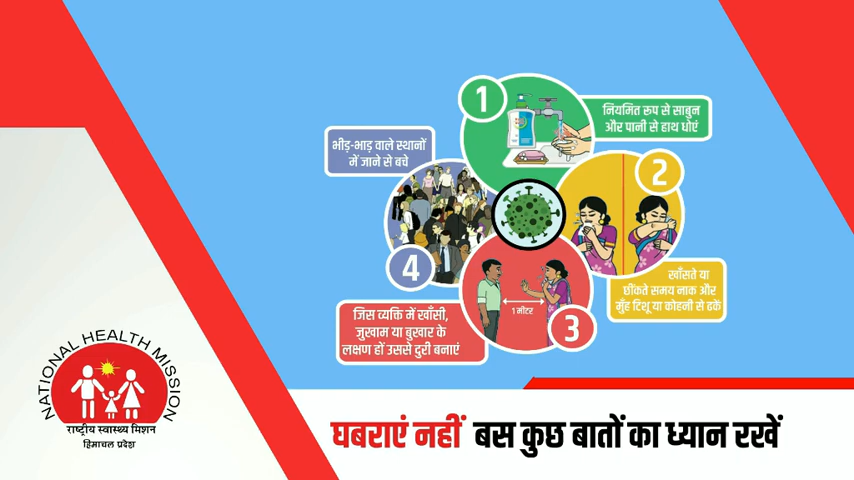 1
नियमित रूप से साबुन
और पानी से हाथ धोएं
2
खाँसते या
छींकते समय नाक और
मुँह टिशू या कोहनी से ढकें
1 मीटर
3
जिस व्यक्ति में खाँसी,
जुखाम या बुखार के
लक्षण हों उससे दुरी बनाएं
4
भीड़-भाड़ वाले स्थानों
में जाने से बचे
NATIONAL HEALTH MISSION
राष्ट्रीय स्वास्थ्य मिशन
हिमाचल प्रदेश
घबराएं नहीं बस कुछ बातों का ध्यान रखें